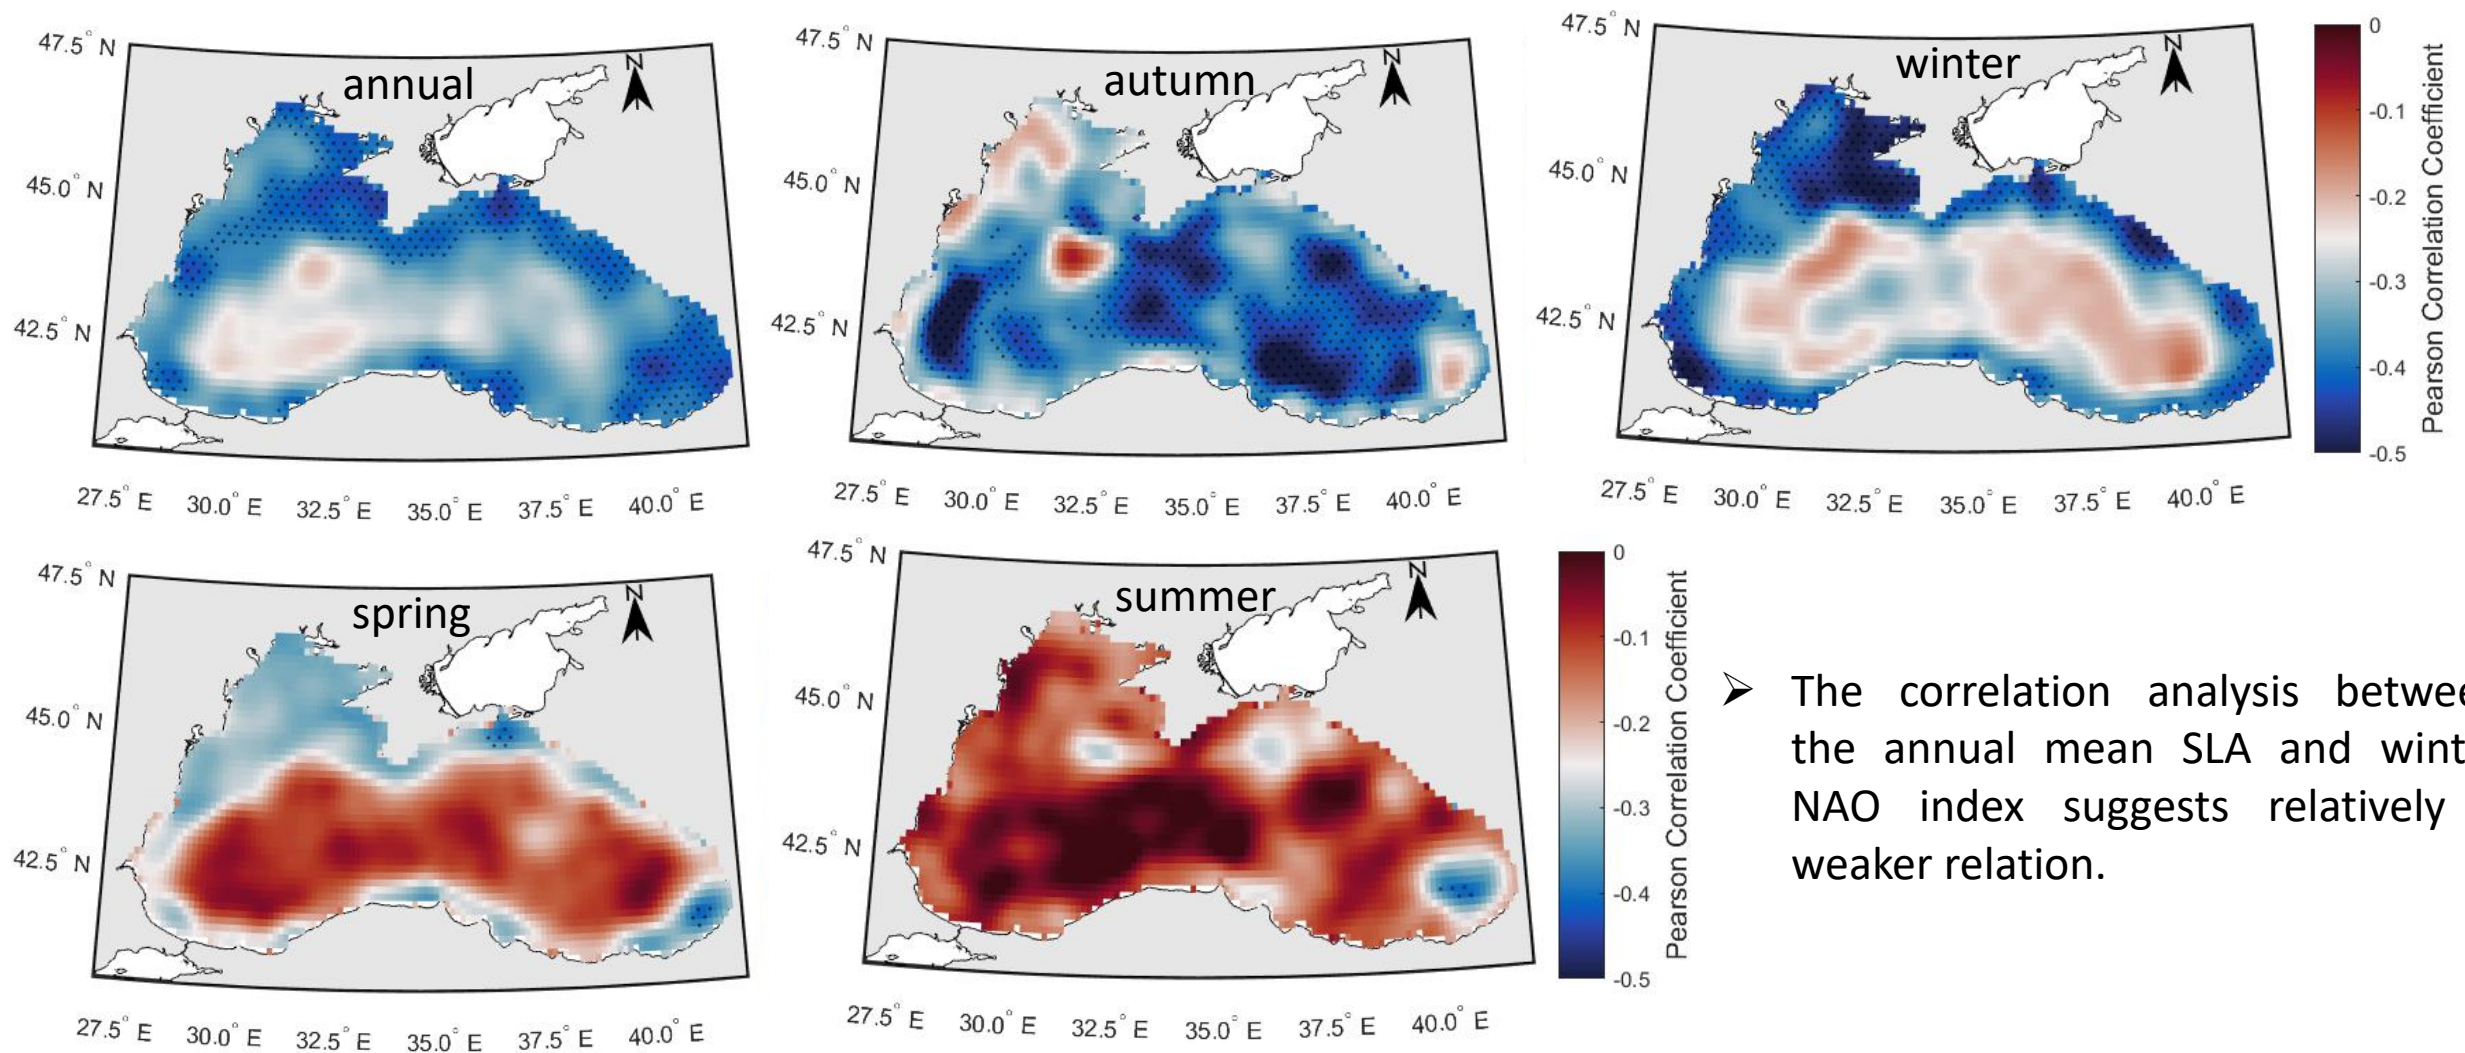 annual
47.5° N
45.0° N
42.5° N
27.5° E 30.0° E 32.5° E 35.0° E 37.5° E 40.0° E
N
autumn
47.5° N
45.0° N
42.5° N
27.5° E 30.0° E 32.5° E 35.0° E 37.5° E 40.0° E
N
winter
47.5° N
45.0° N
42.5° N
27.5° E 30.0° E 32.5° E 35.0° E 37.5° E 40.0° E
N
0
-0.1
-0.2
-0.3
-0.4
-0.5
Pearson Correlation Coefficient
spring
47.5° N
45.0° N
42.5° N
27.5° E 30.0° E 32.5° E 35.0° E 37.5° E 40.0° E
N
summer
47.5° N
45.0° N
42.5° N
27.5° E 30.0° E 32.5° E 35.0° E 37.5° E 40.0° E
N
0
-0.1
-0.2
-0.3
-0.4
-0.5
Pearson Correlation Coefficient
➢ The correlation analysis betwee
the annual mean SLA and wint
NAO index suggests relatively
weaker relation.